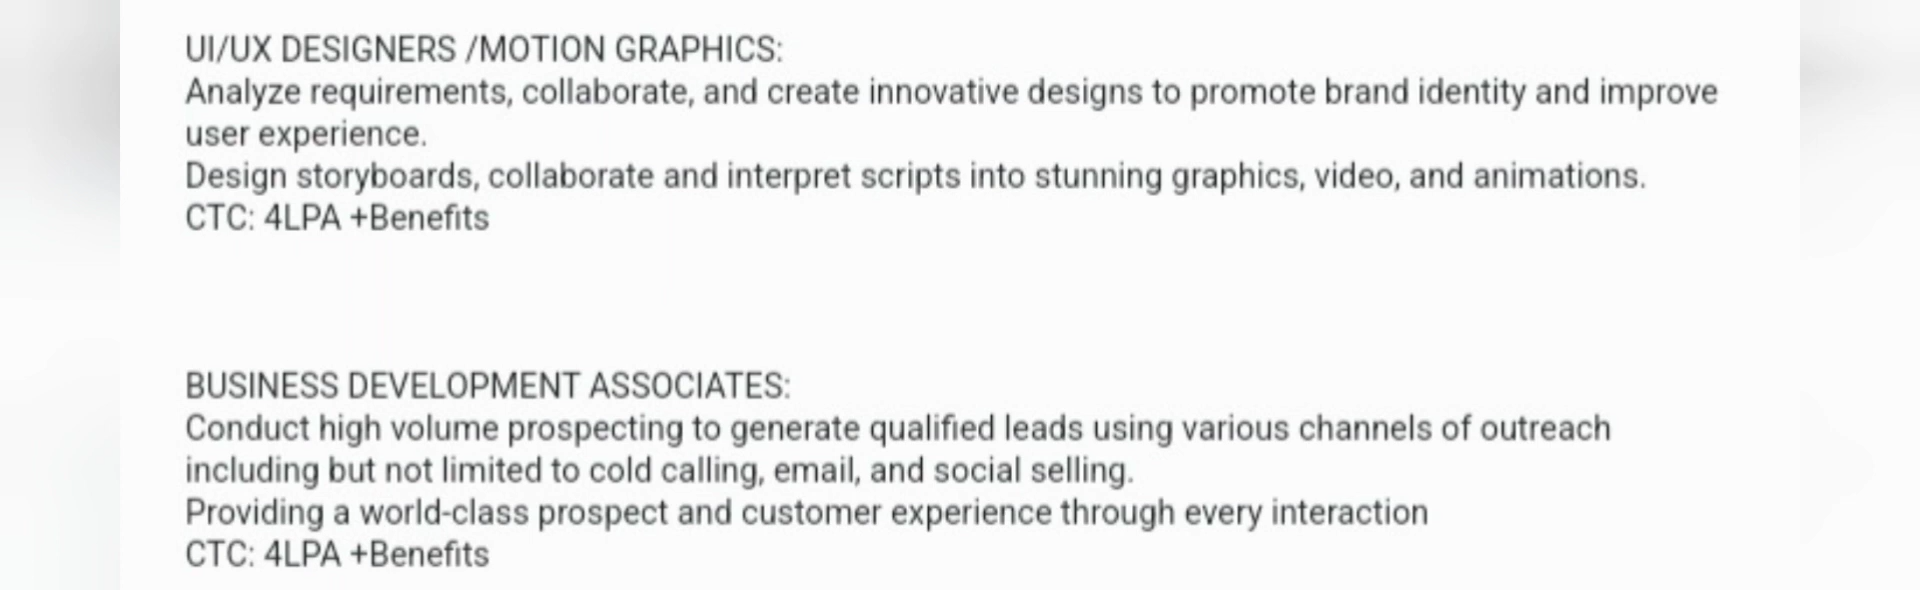 UI/UX DESIGNERS /MOTION GRAPHICS:
Analyze requirements, collaborate, and create innovative designs to promote brand identity and improve
user experience.
Design storyboards, collaborate and interpret scripts into stunning graphics, video, and animations.
CTC: 4LPA +Benefits
BUSINESS DEVELOPMENT ASSOCIATES:
Conduct high volume prospecting to generate qualified leads using various channels of outreach
including but not limited to cold calling, email, and social selling.
Providing a world-class prospect and customer experience through every interaction
CTC: 4LPA +Benefits